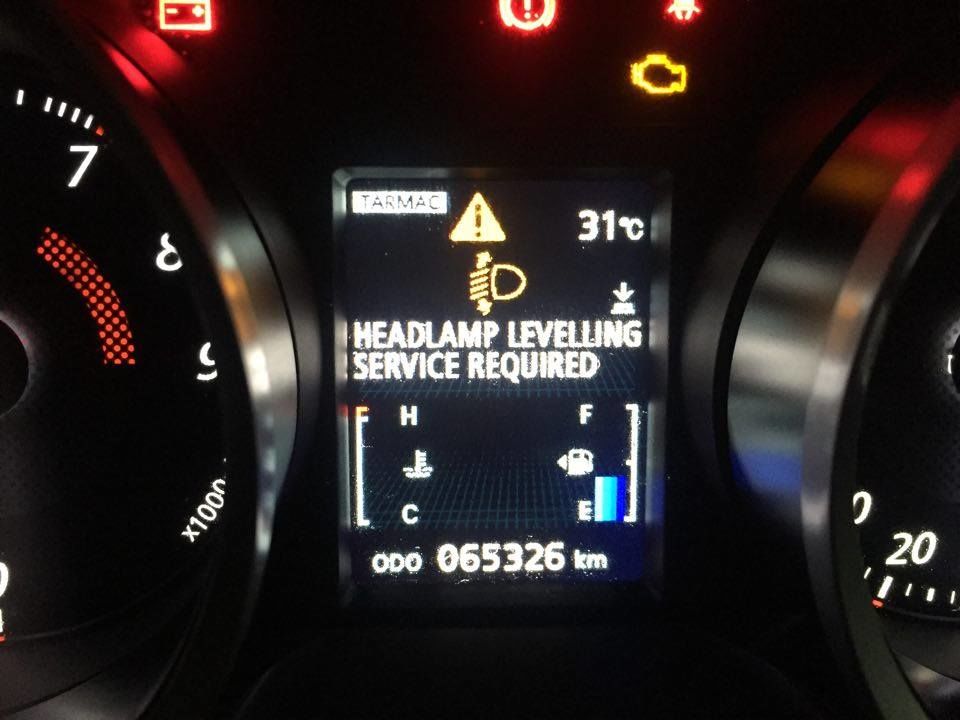 7
TARMAC
31℃
8
HEADLAMP LEVELLING
SERVICE REQUIRED
9
H
F
C
E
x1000
20
ODO 065326 km